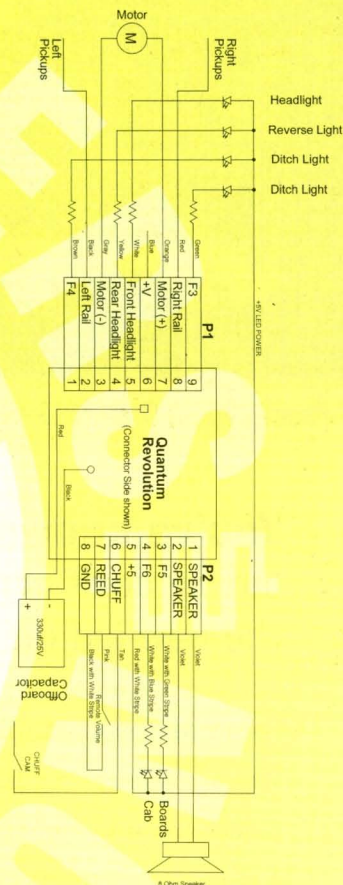 Motor
M
Left
Pickups
Right
Pickups
Headlight
Reverse Light
Ditch Light
Ditch Light
Brown
Black
Gray
Yellow
White
Blue
Orange
Red
Green
+5V LED POWER
P1
F4
Left Rail
Motor (-)
Rear Headlight
Front Headlight
+V
Motor (+)
Right Rail
F3
1
2
3
4
5
6
7
8
9
Quantum
Revolution
(Connector Side shown)
Red
Black
P2
8
7
6
5
4
3
2
1
GND
REED
CHUFF
+5
F6
F5
SPEAKER
SPEAKER
+
-
330uf/25V
Offboard
Capacitor
Black with White Stripe
Pink
Tan
Red with White Stripe
White with Blue Stripe
White with Green Stripe
Violet
Violet
Remote Volume
CHUFF
CAM
Cab
Boards
8 Ohm Speaker